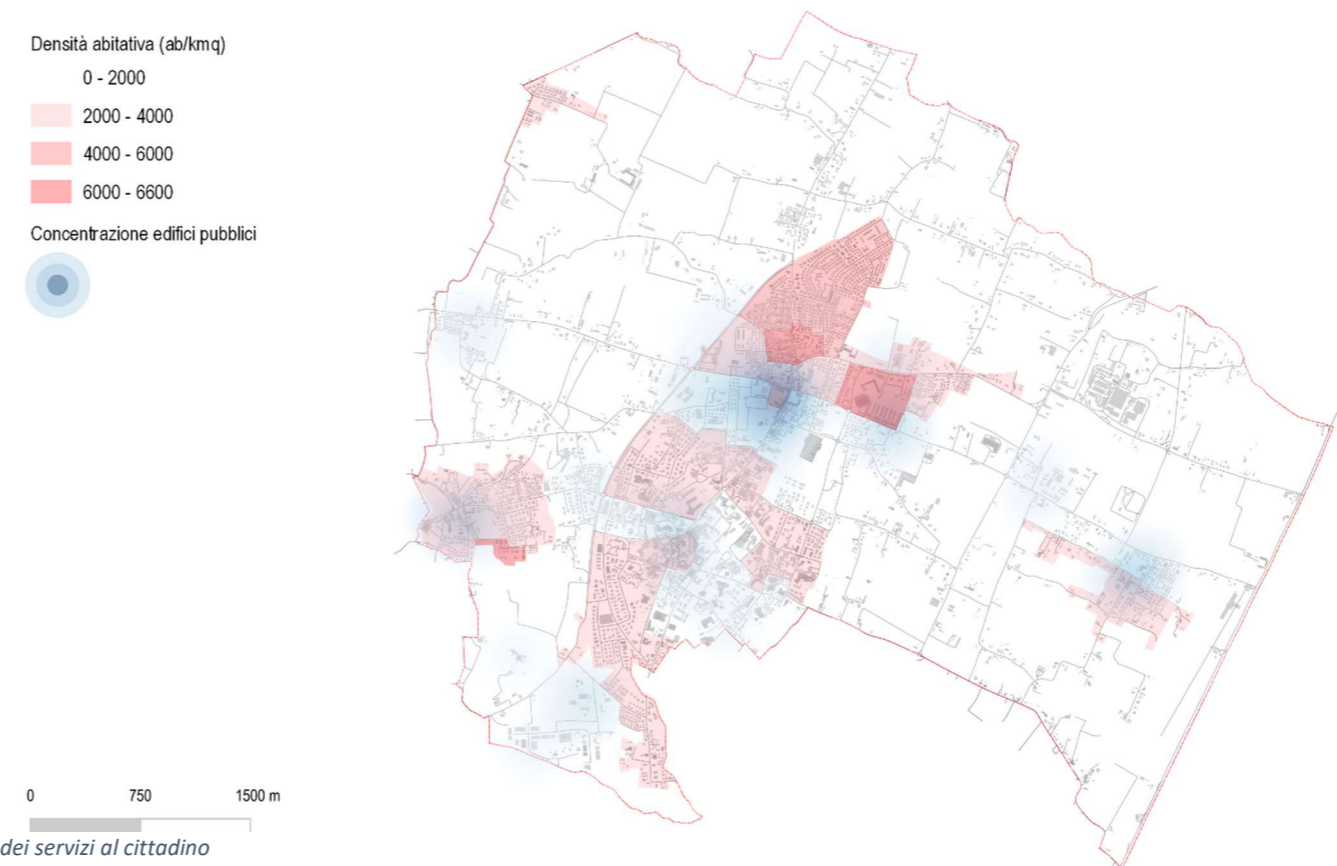 Densità abitativa (ab/kmq)
0 - 2000
2000 - 4000
4000 - 6000
6000 - 6600
Concentrazione edifici pubblici
0 750 1500 m
dei servizi al cittadino